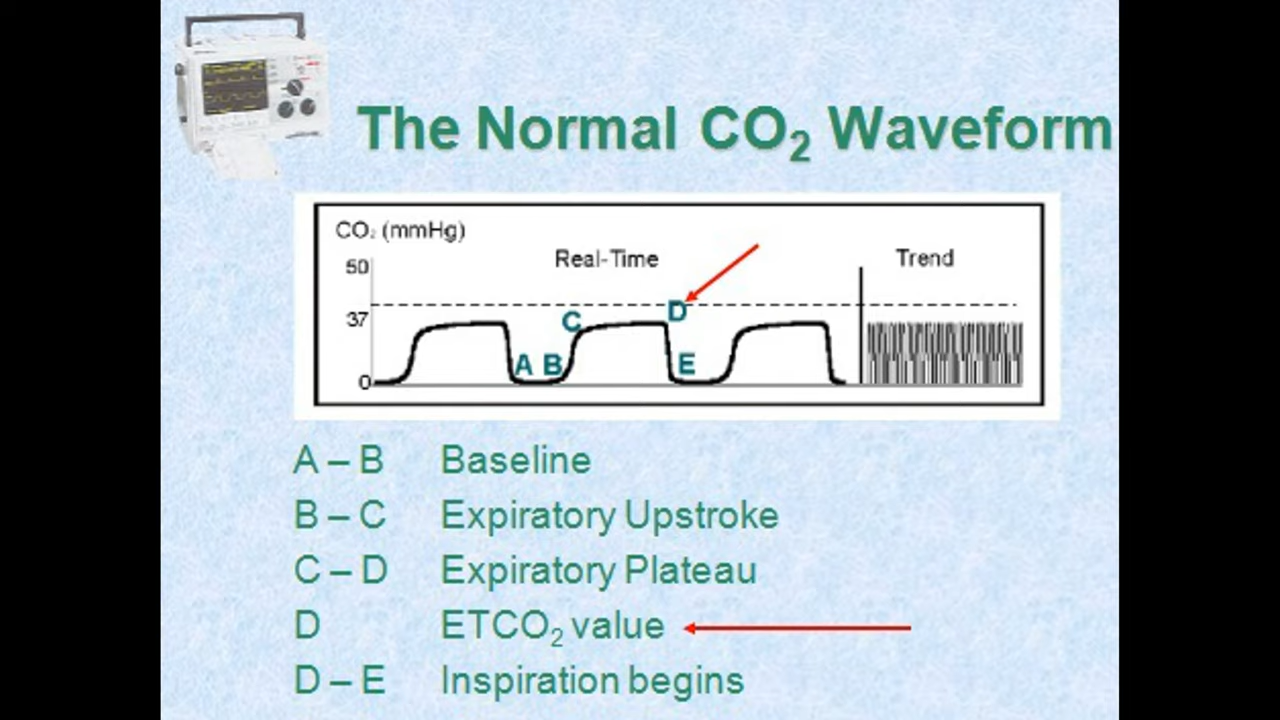 The Normal CO₂ Waveform
CO₂ (mmHg)
Real-Time
Trend
50
37
0
A
B
C
D
E
A – B Baseline
B – C Expiratory Upstroke
C – D Expiratory Plateau
D ETCO₂ value
D – E Inspiration begins